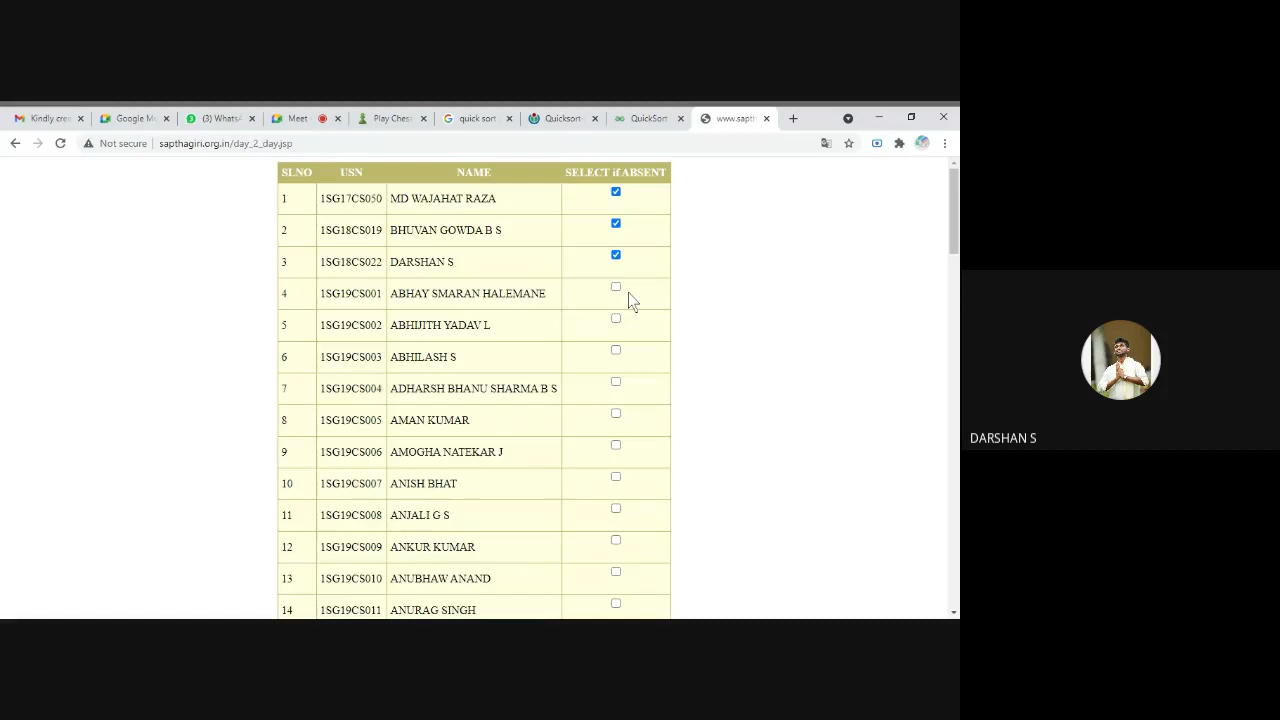 Kindly cre
Google M
(3) Whats
Meet
Play Ches
quick sort
Quicksort
QuickSort
www.sapt
Not secure
sapthagiri.org.in/day_2_day.jsp
SLNO USN NAME SELECT if ABSENT
1 1SG17CS050 MD WAJAHAT RAZA
2 1SG18CS019 BHUVAN GOWDA B S
3 1SG18CS022 DARSHAN S
4 1SG19CS001 ABHAY SMARAN HALEMANE
5 1SG19CS002 ABHIJITH YADAV L
6 1SG19CS003 ABHILASH S
7 1SG19CS004 ADHARSH BHANU SHARMA B S
8 1SG19CS005 AMAN KUMAR
9 1SG19CS006 AMOGHA NATEKAR J
10 1SG19CS007 ANISH BHAT
11 1SG19CS008 ANJALI G S
12 1SG19CS009 ANKUR KUMAR
13 1SG19CS010 ANUBHAW ANAND
14 1SG19CS011 ANURAG SINGH
DARSHAN S